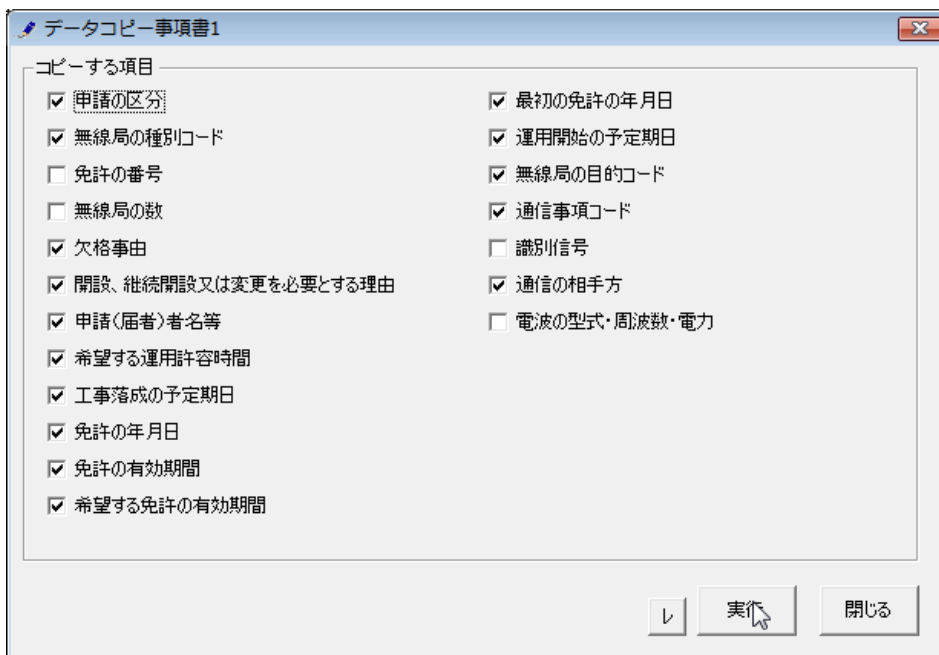 データコピー事項書1
コピーする項目
申請の区分
無線局の種別コード
免許の番号
無線局の数
欠格事由
開設、継続開設又は変更を必要とする理由
申請(届者)者名等
希望する運用許容時間
工事落成の予定期日
免許の年月日
免許の有効期間
希望する免許の有効期間
最初の免許の年月日
運用開始の予定期日
無線局の目的コード
通信事項コード
識別信号
通信の相手方
電波の型式・周波数・電力
レ
実行
閉じる